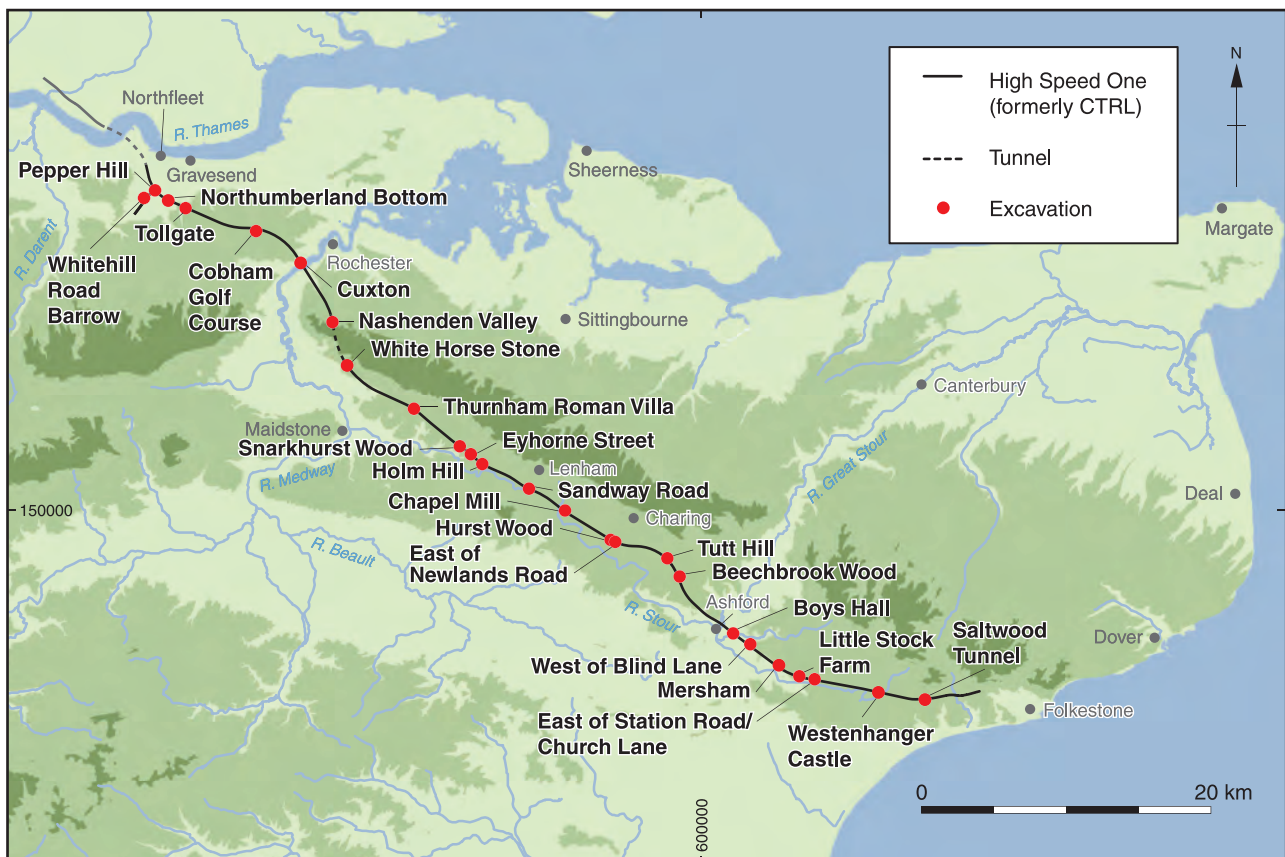 High Speed One
(formerly CTRL)
Tunnel
Excavation
N
Northfleet
R. Thames
Gravesend
Pepper Hill
Northumberland Bottom
Tollgate
R. Darent
Whitehill
Road
Barrow
Cobham
Golf
Course
Rochester
Cuxton
Sheerness
Margate
Nashenden Valley
Sittingbourne
White Horse Stone
Canterbury
Thurnham Roman Villa
Maidstone
Snarkhurst Wood
Eyhorne Street
Holm Hill
Lenham
R. Medway
R. Great Stour
Sandway Road
Deal
Chapel Mill
150000
Charing
Hurst Wood
R. Beault
East of
Newlands Road
Tutt Hill
Beechbrook Wood
R. Stour
Ashford
Boys Hall
Little Stock
Farm
Saltwood
Tunnel
Dover
West of Blind Lane
Mersham
East of Station Road/
Church Lane
Westenhanger
Castle
Folkestone
0
20 km
600000